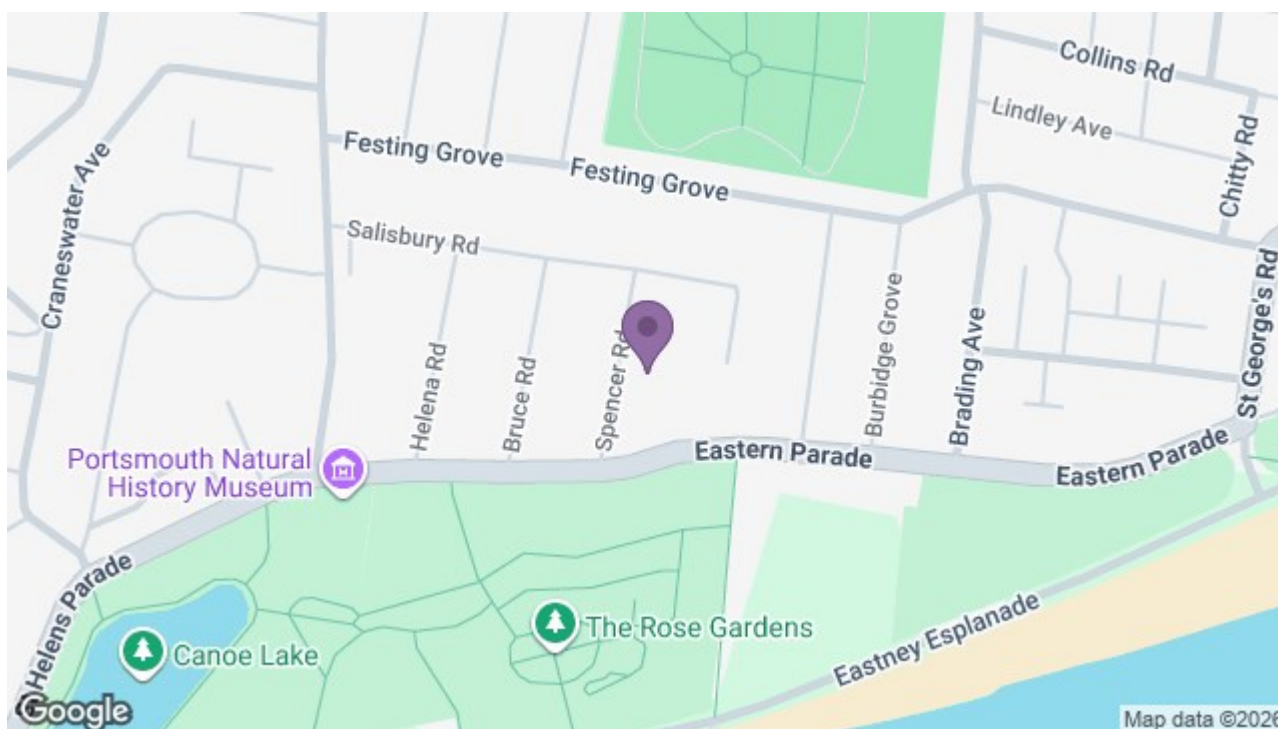 Collins Rd
Lindley Ave
Chitty Rd
Festing Grove
Festing Grove
Craneswater Ave
Salisbury Rd
St George's Rd
Helena Rd
Bruce Rd
Spencer Rd
Burbidge Grove
Brading Ave
Eastern Parade
Eastern Parade
Portsmouth Natural
History Museum
Helens Parade
The Rose Gardens
Canoe Lake
Eastney Esplanade
Google
Map data ©2026